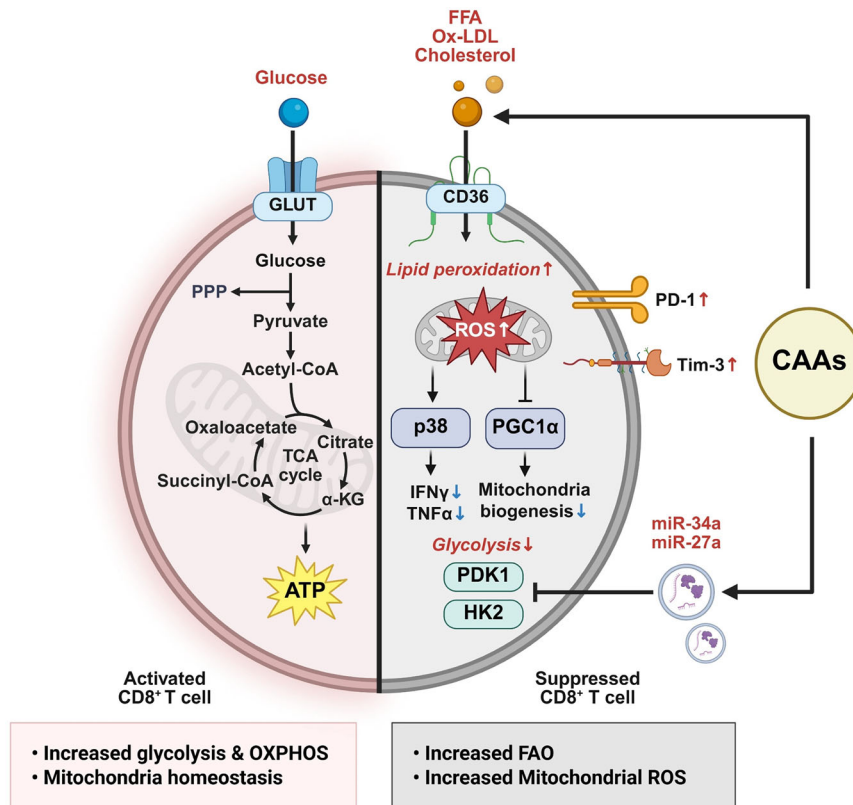 FFA
Ox-LDL
Cholesterol
Glucose
GLUT
CD36
Glucose
PPP
Pyruvate
Acetyl-CoA
Oxaloacetate
Citrate
TCA
cycle
Succinyl-CoA
α-KG
ATP
Lipid peroxidation↑
ROS↑
PD-1↑
Tim-3↑
CAAs
p38
PGC1α
IFNγ↓
TNFα↓
Mitochondria
biogenesis↓
Glycolysis↓
PDK1
HK2
miR-34a
miR-27a
Activated
CD8⁺ T cell
Suppressed
CD8⁺ T cell
• Increased glycolysis & OXPHOS
• Mitochondria homeostasis
• Increased FAO
• Increased Mitochondrial ROS